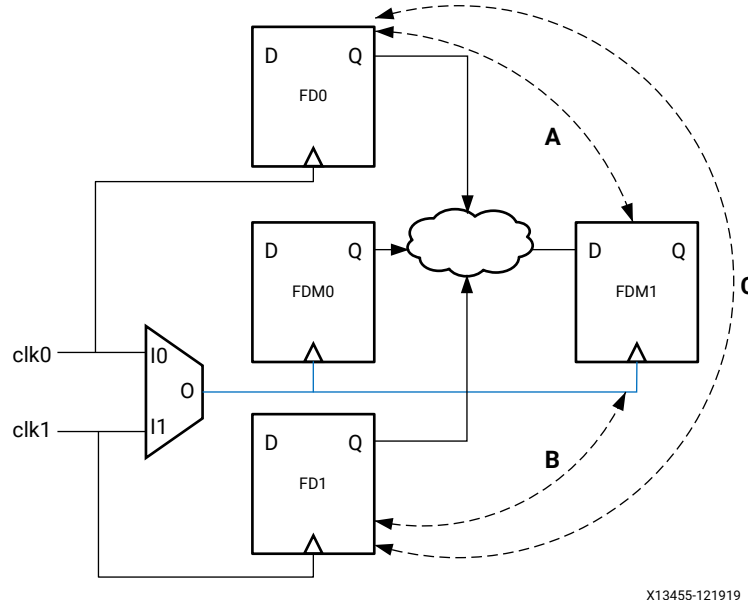 D Q
FD0
A
D Q
FDM0
D Q
FDM1
C
clk0
I0
O
clk1
I1
D Q
FD1
B
X13455-121919